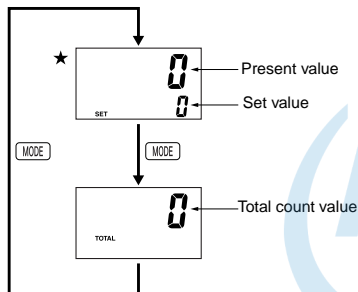 ★
0
Present value
SET
0
Set value
MODE
MODE
0
Total count value
TOTAL